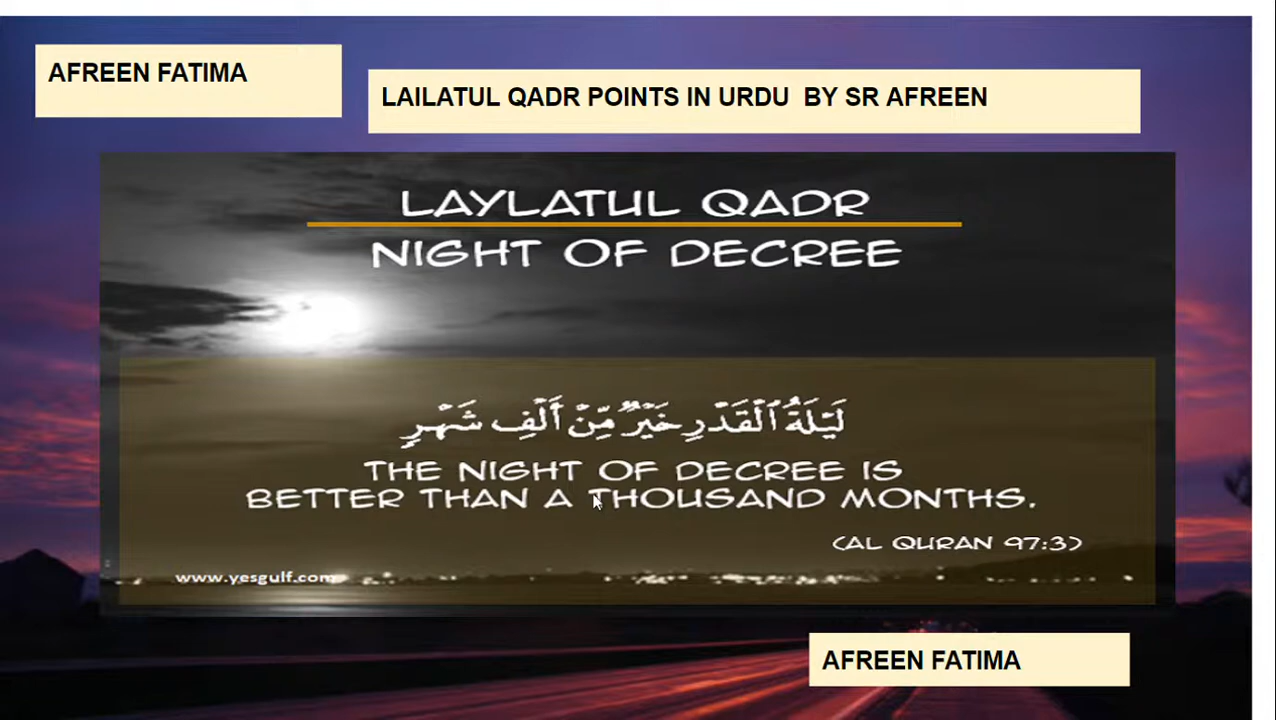 AFREEN FATIMA
LAILATUL QADR POINTS IN URDU BY SR AFREEN
LAYLATUL QADR
NIGHT OF DECREE
لَيْلَةُ ٱلْقَدْرِ خَيْرٌ مِّنْ أَلْفِ شَهْرٍ
THE NIGHT OF DECREE IS
BETTER THAN A THOUSAND MONTHS.
(AL QURAN 97:3)
www.yesgulf.com
AFREEN FATIMA